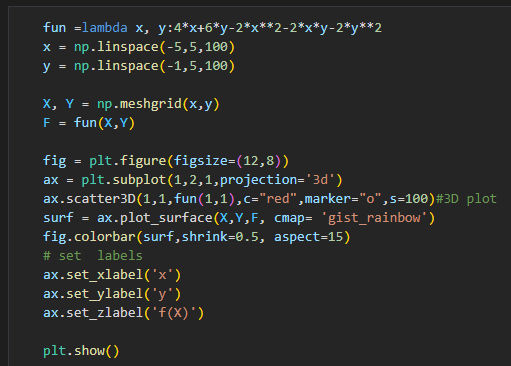 fun =lambda x, y:4*x+6*y-2*x**2-2*x*y-2*y**2
x = np.linspace(-5,5,100)
y = np.linspace(-1,5,100)
X, Y = np.meshgrid(x,y)
F = fun(X,Y)
fig = plt.figure(figsize=(12,8))
ax = plt.subplot(1,2,1,projection='3d')
ax.scatter3D(1,1,fun(1,1),c="red",marker="o",s=100)#3D plot
surf = ax.plot_surface(X,Y,F, cmap= 'gist_rainbow')
fig.colorbar(surf,shrink=0.5, aspect=15)
# set  labels
ax.set_xlabel('x')
ax.set_ylabel('y')
ax.set_zlabel('f(X)')
plt.show()